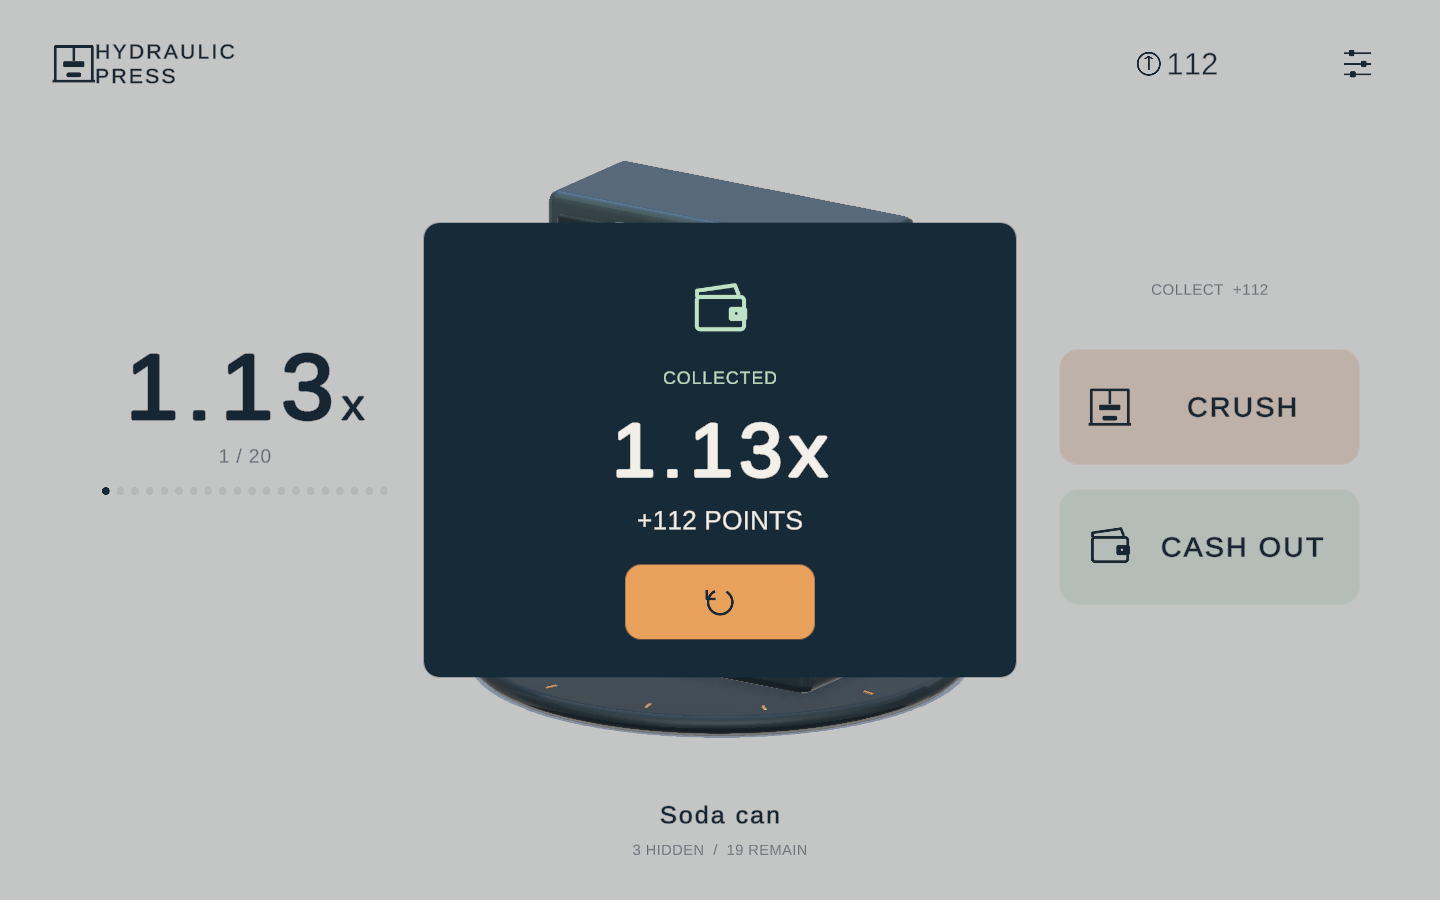 HYDRAULIC
PRESS
112
COLLECT +112
1.13x
1 / 20
COLLECTED
1.13x
+112 POINTS
CRUSH
CASH OUT
Soda can
3 HIDDEN / 19 REMAIN